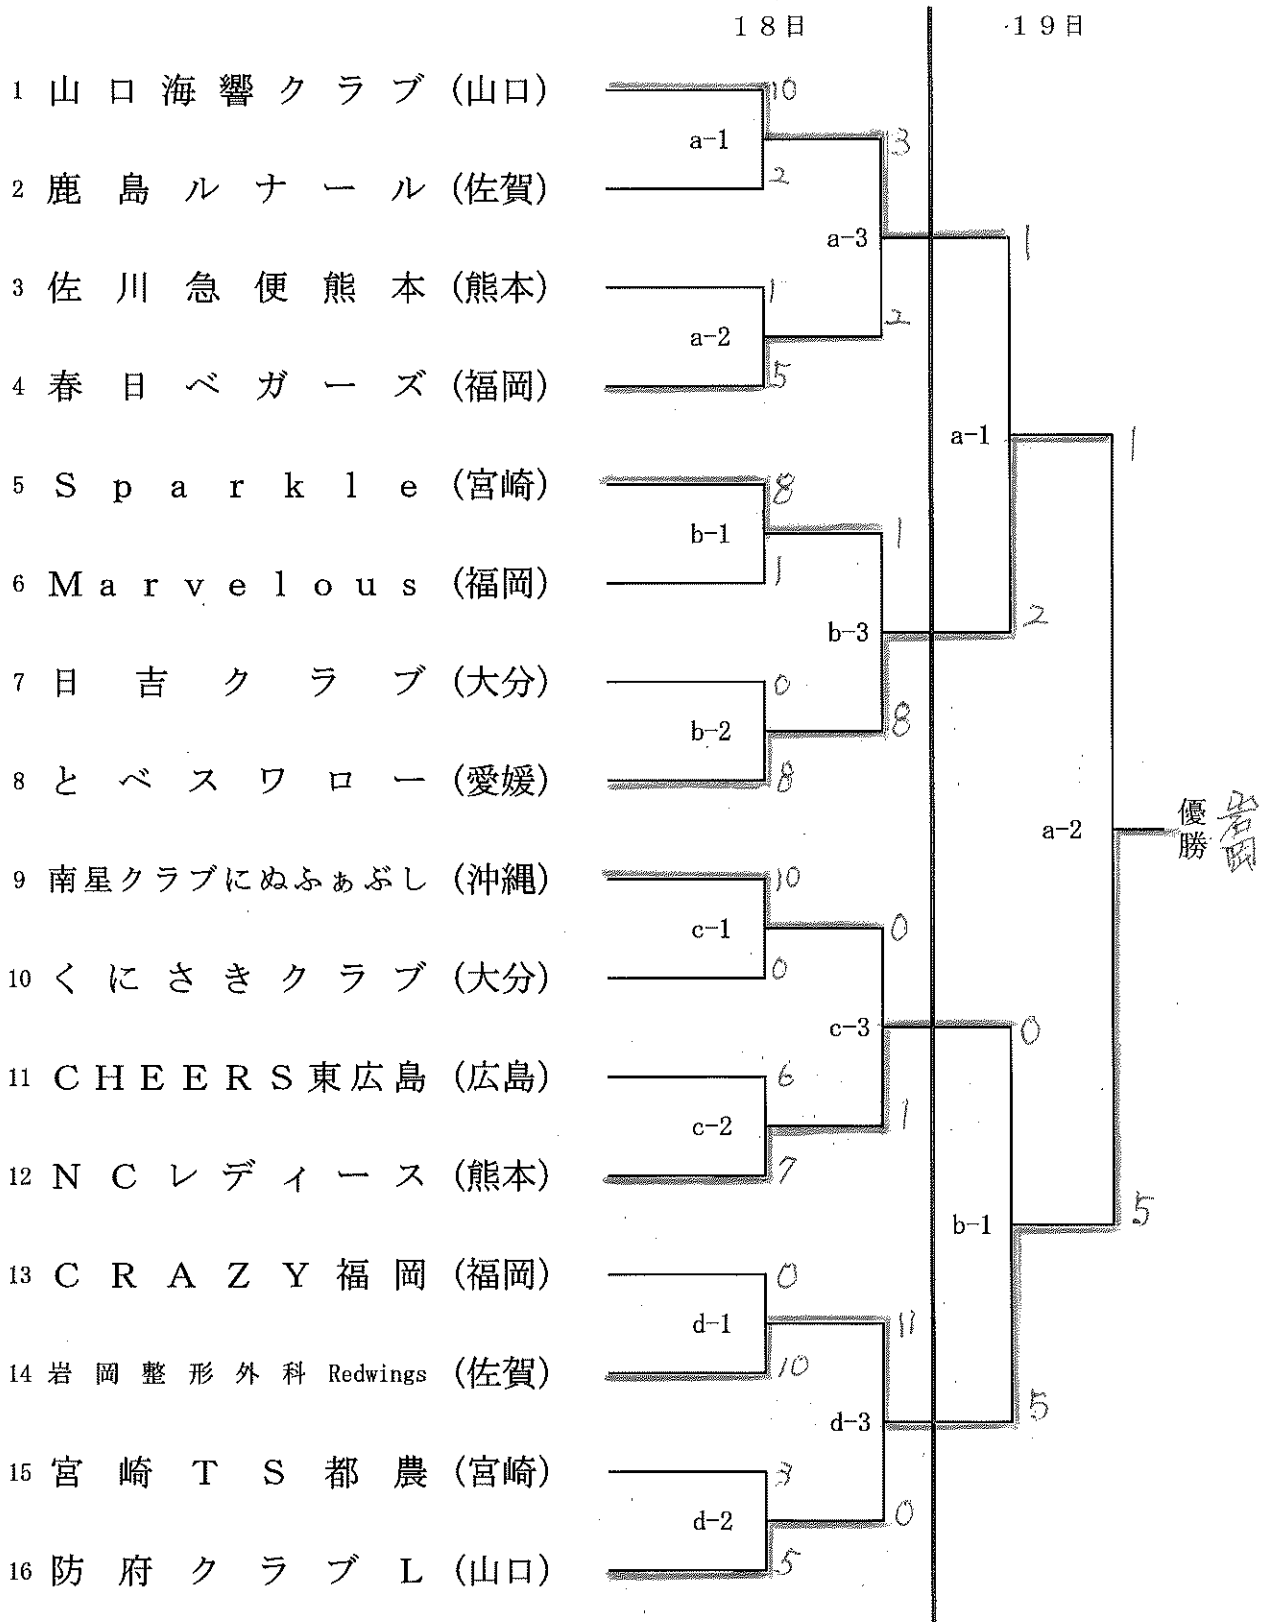 18日 19日
1 山口海響クラブ (山口)
10
a-1
3
2 鹿島ルナール (佐賀)
2
a-3
1
3 佐川急便熊本 (熊本)
1
a-2
2
4 春日ベガーズ (福岡)
5
a-1
1
5 Sparkle (宮崎)
8
b-1
1
6 Marvelous (福岡)
1
b-3
2
7 日吉クラブ (大分)
0
b-2
8
8 とべスワロー (愛媛)
8
a-2
優勝 岩岡
9 南星クラブにぬふぁぶし (沖縄)
10
c-1
0
10 くにさきクラブ (大分)
0
c-3
0
11 CHEERS東広島 (広島)
6
c-2
1
12 NCレディース (熊本)
7
b-1
5
13 CRAZY福岡 (福岡)
0
d-1
11
14 岩岡整形外科 Redwings (佐賀)
10
d-3
5
15 宮崎TS都農 (宮崎)
3
d-2
0
16 防府クラブL (山口)
5